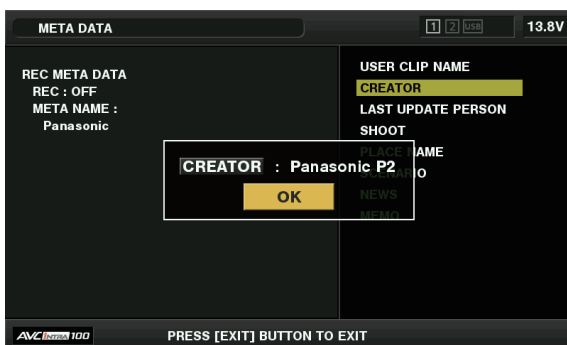 META DATA
1 2 USB
13.8V
REC META DATA
REC : OFF
META NAME :
Panasonic
USER CLIP NAME
CREATOR
LAST UPDATE PERSON
SHOOT
PLACE NAME
SCENARIO
NEWS
MEMO
CREATOR : Panasonic P2
OK
AVC INTRA 100
PRESS [EXIT] BUTTON TO EXIT